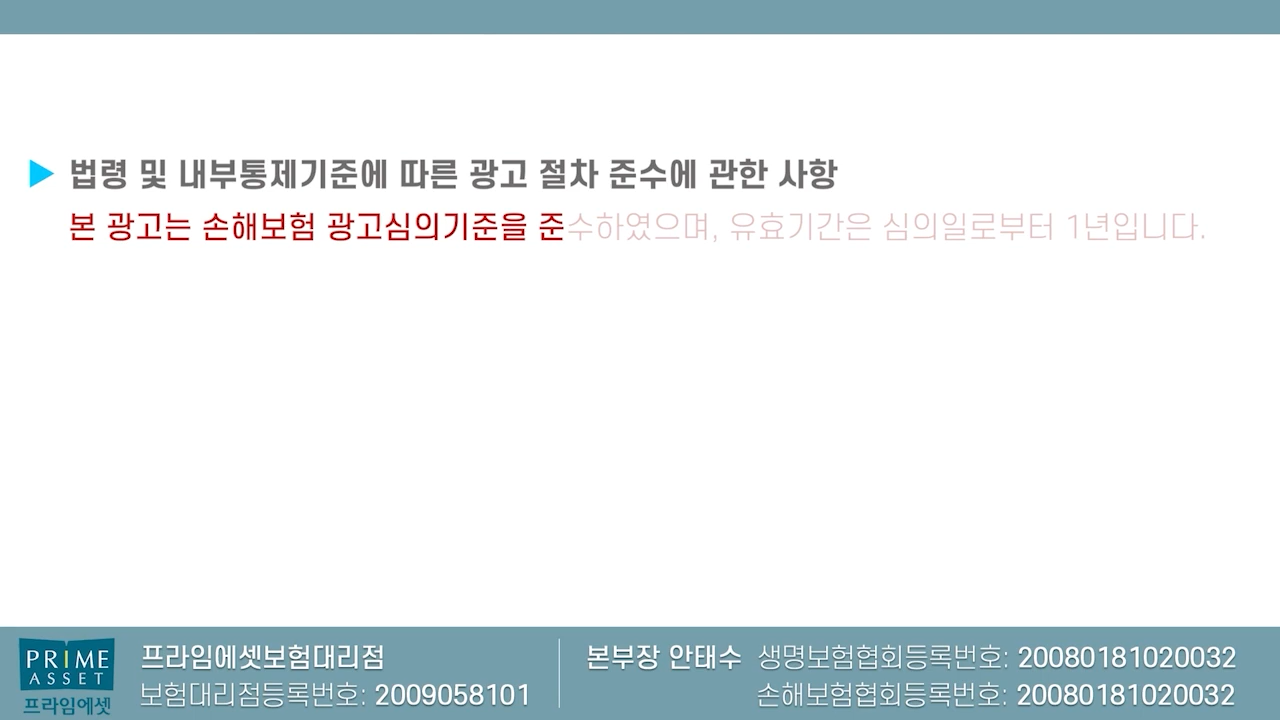 ▶ 법령 및 내부통제기준에 따른 광고 절차 준수에 관한 사항
본 광고는 손해보험 광고심의기준을 준수하였으며, 유효기간은 심의일로부터 1년입니다.
PRIME
ASSET
프라임에셋
프라임에셋보험대리점
보험대리점등록번호: 2009058101
본부장 안태수 생명보험협회등록번호: 20080181020032
손해보험협회등록번호: 20080181020032